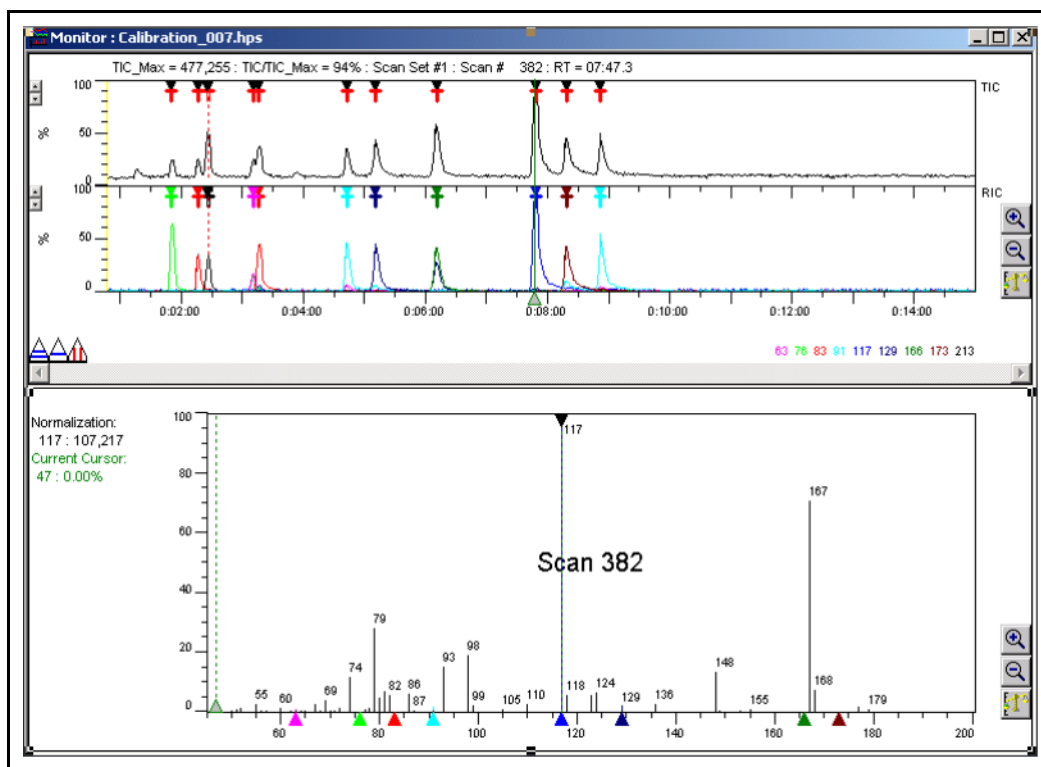 Monitor : Calibration_007.hps
TIC_Max = 477,255 : TIC/TIC_Max = 94% : Scan Set #1 : Scan # 382 : RT = 07:47.3
100
%
50
0
TIC
100
%
50
0
RIC
0:02:00 0:04:00 0:06:00 0:08:00 0:10:00 0:12:00 0:14:00
63 76 83 91 117 129 166 173 213
Normalization:
117 : 107,217
Current Cursor:
47 : 0.00%
100
80
60
40
20
0
117
167
Scan 382
79
98
93
74
148
55 60 69 82 86 87 99 105 110 118 124 129 136 155 168 179
60 80 100 120 140 160 180 200